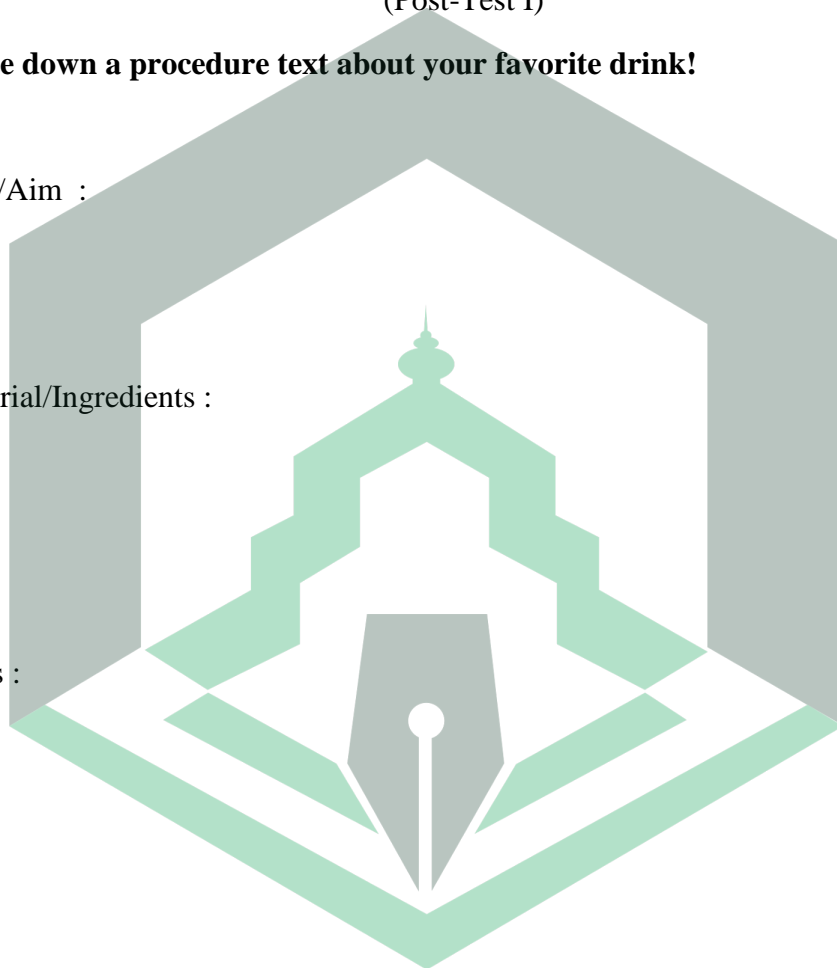 (Post-Test I)
e down a procedure text about your favorite drink!
/Aim :
rial/Ingredients :
s :